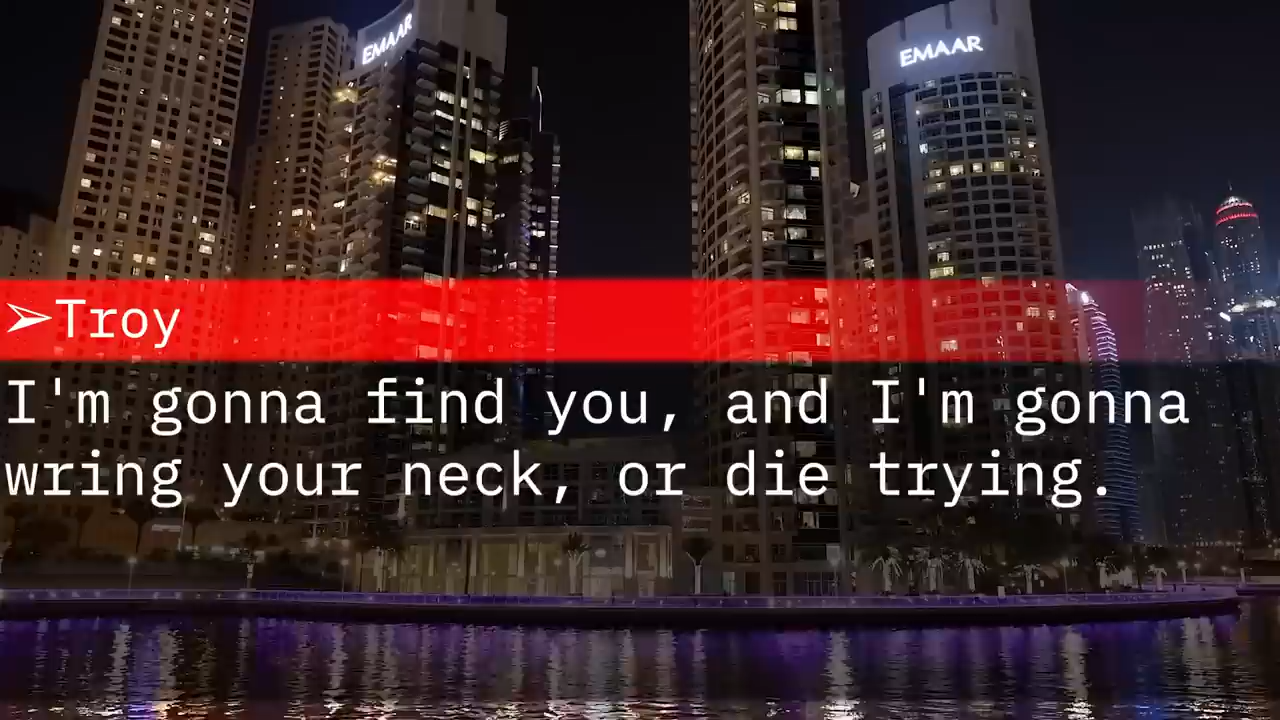 EMAAR
EMAAR
➢Troy
I'm gonna find you, and I'm gonna
wring your neck, or die trying.